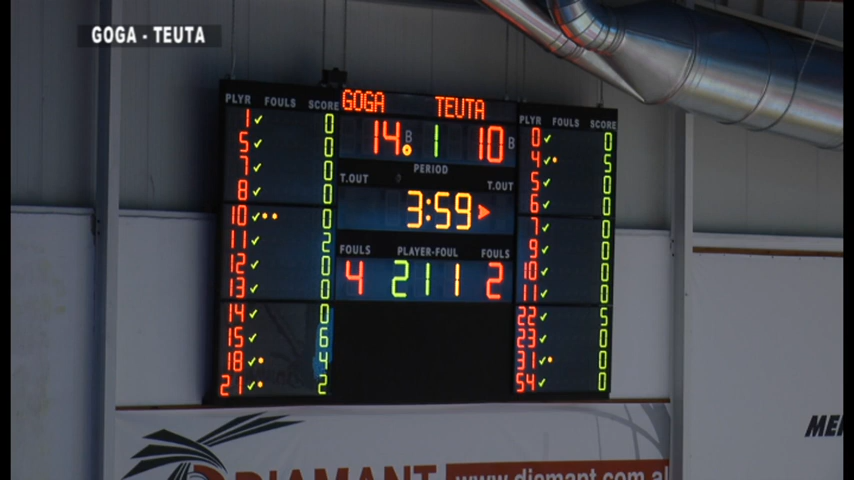 GOGA - TEUTA
PLYR FOULS SCORE
GOGA TEUTA
PLYR FOULS SCORE
14 B 1 10 B
PERIOD
T.OUT 0 T.OUT
3:59
FOULS PLAYER-FOUL FOULS
4 21 1 2
1 ✓ 0
5 ✓ 0
7 ✓ 0
8 ✓ 0
10 ✓ 0
11 ✓ 2
12 ✓ 0
13 ✓ 0
14 ✓ 0
15 ✓ 6
18 ✓ 4
21 ✓ 2
0 ✓ 0
4 ✓ 5
5 ✓ 0
6 ✓ 0
7 ✓ 0
9 ✓ 0
10 ✓ 0
11 ✓ 0
22 ✓ 5
23 ✓ 0
31 ✓ 0
54 ✓ 0
DIAMANT www.diamant.com.al